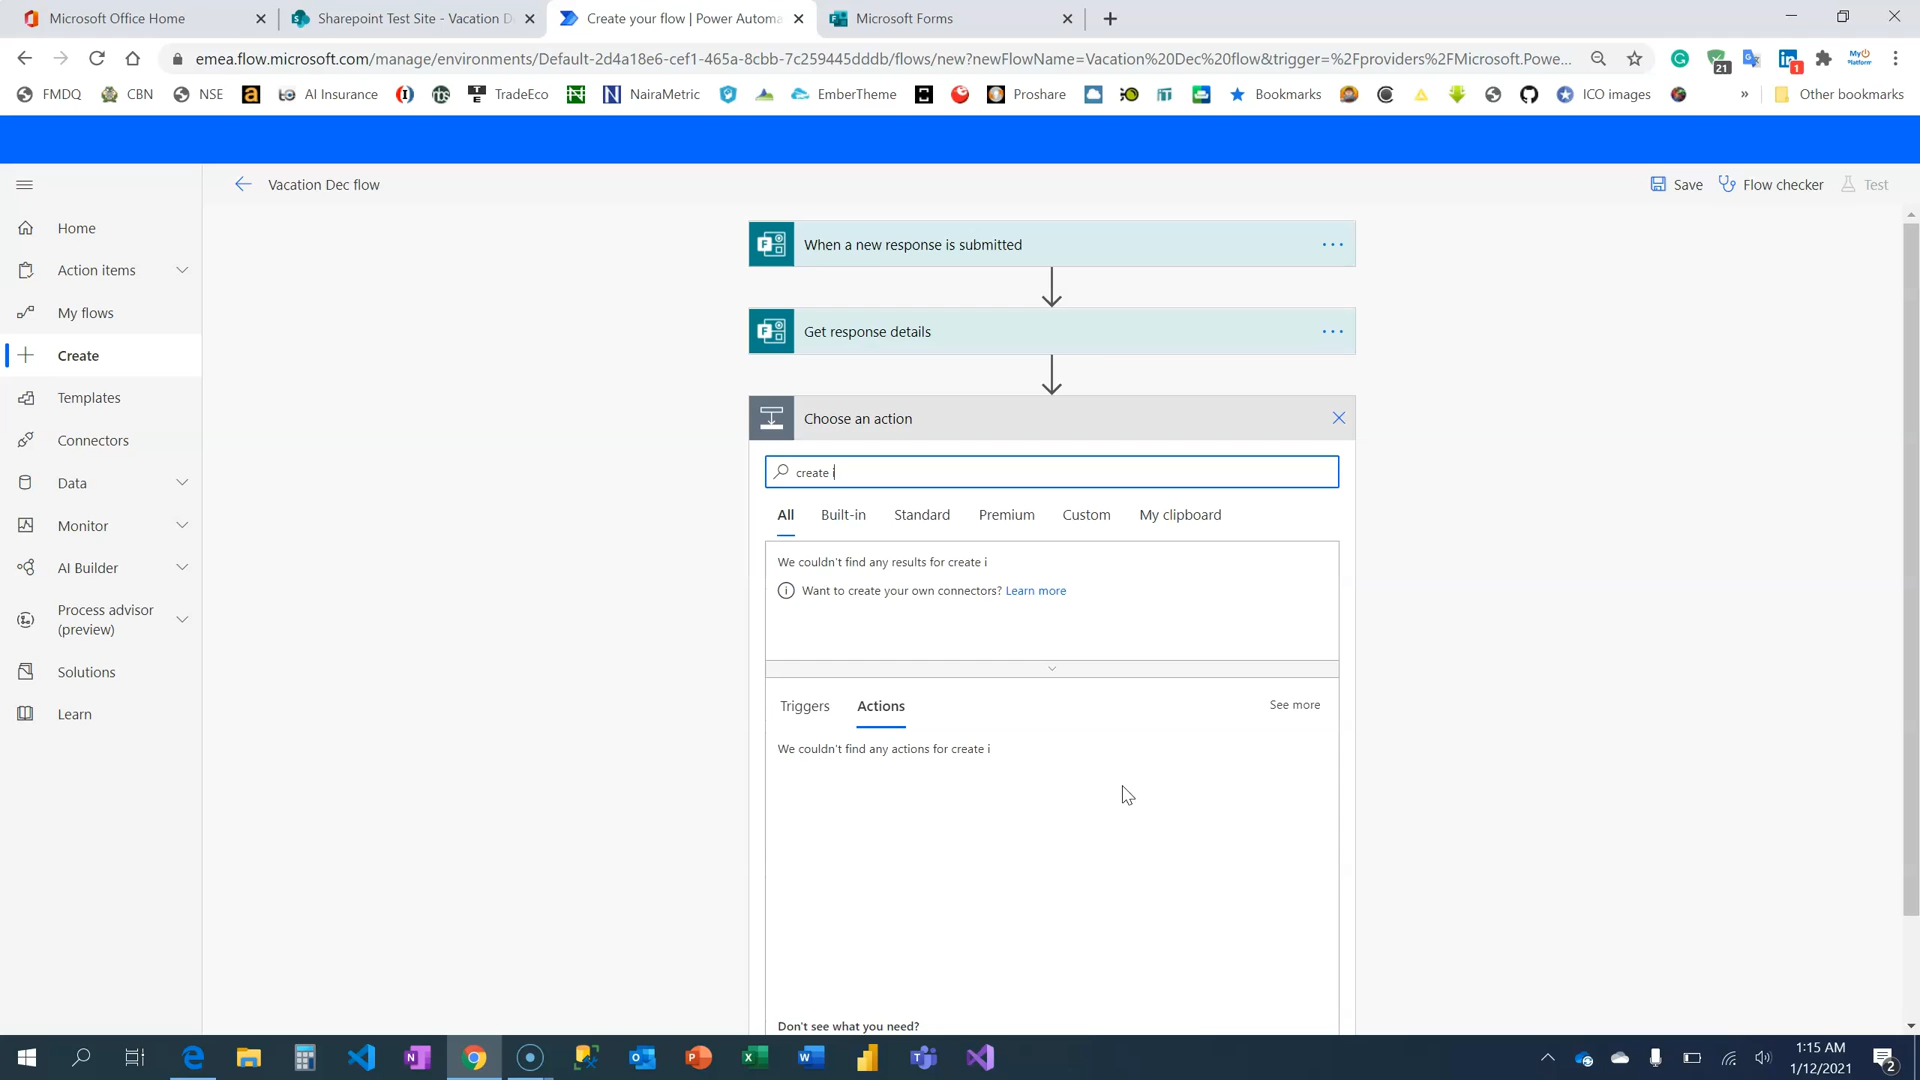 Microsoft Office Home
Sharepoint Test Site - Vacation D
Create your flow | Power Automa
Microsoft Forms
emea.flow.microsoft.com/manage/environments/Default-2d4a18e6-cef1-465a-8cbb-7c259445dddb/flows/new?newFlowName=Vacation%20Dec%20flow&trigger=%2Fproviders%2FMicrosoft.Powe...
21
1
FMDQ
CBN
NSE
AI Insurance
TradeEco
NairaMetric
EmberTheme
Proshare
Bookmarks
ICO images
Other bookmarks
Vacation Dec flow
Save
Flow checker
Test
Home
Action items
My flows
Create
Templates
Connectors
Data
Monitor
AI Builder
Process advisor
(preview)
Solutions
Learn
When a new response is submitted
Get response details
Choose an action
create i
All
Built-in
Standard
Premium
Custom
My clipboard
We couldn't find any results for create i
Want to create your own connectors? Learn more
Triggers
Actions
See more
We couldn't find any actions for create i
Don't see what you need?
1:15 AM
1/12/2021
2